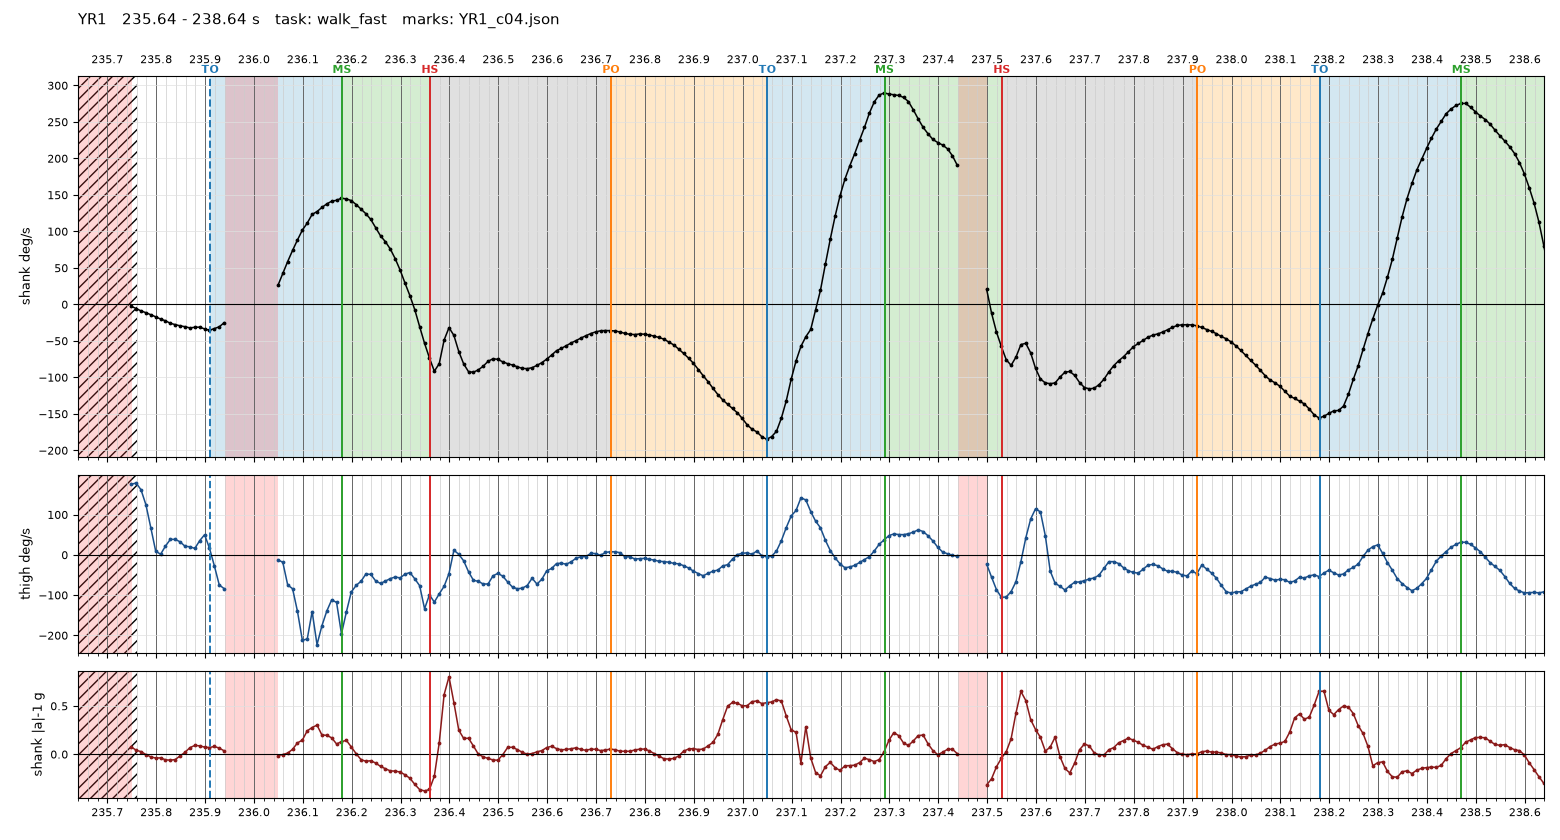 YR1   235.64 - 238.64 s   task: walk_fast   marks: YR1_c04.json
235.7 235.8 235.9 236.0 236.1 236.2 236.3 236.4 236.5 236.6 236.7 236.8 236.9 237.0 237.1 237.2 237.3 237.4 237.5 237.6 237.7 237.8 237.9 238.0 238.1 238.2 238.3 238.4 238.5 238.6
TO MS HS PO TO MS HS PO TO MS
300
250
200
150
100
50
0
−50
−100
−150
−200
shank deg/s
100
0
−100
−200
thigh deg/s
0.5
0.0
shank |a|-1 g
235.7 235.8 235.9 236.0 236.1 236.2 236.3 236.4 236.5 236.6 236.7 236.8 236.9 237.0 237.1 237.2 237.3 237.4 237.5 237.6 237.7 237.8 237.9 238.0 238.1 238.2 238.3 238.4 238.5 238.6